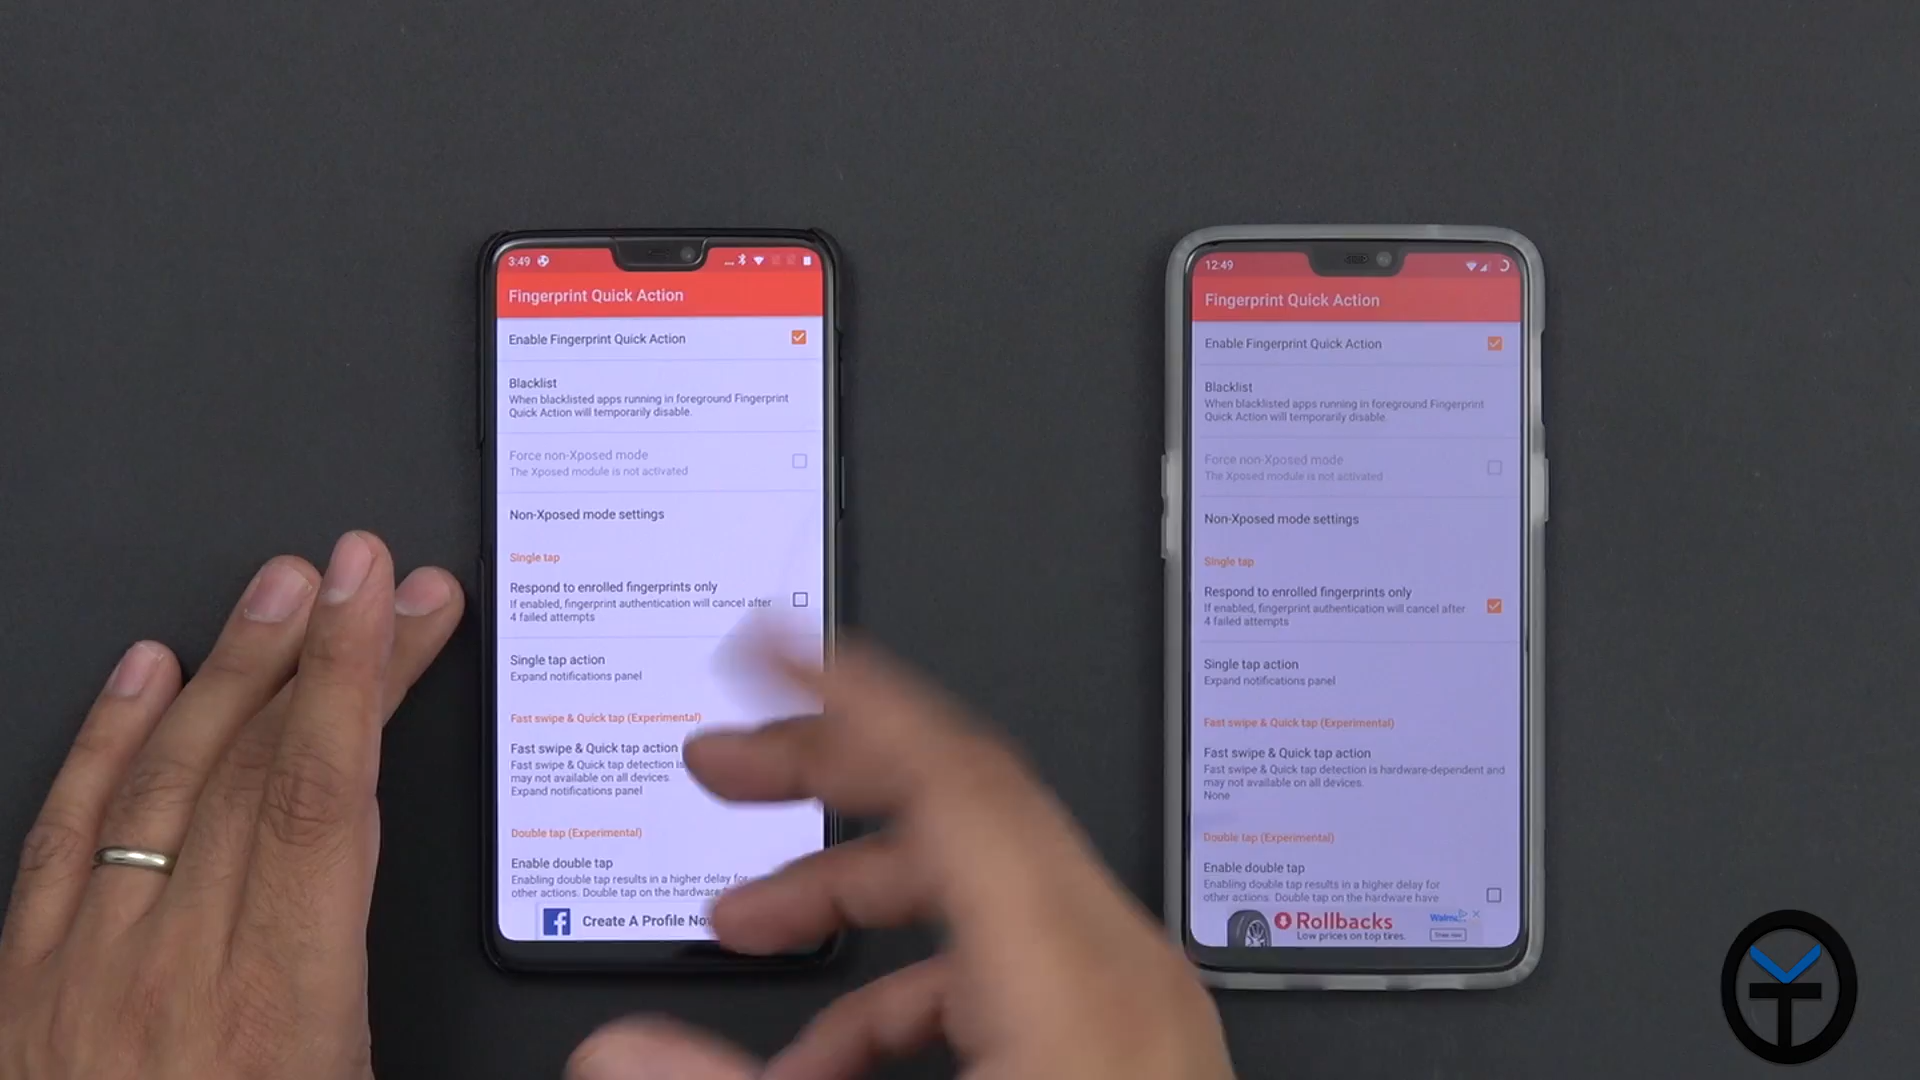 3:49
Fingerprint Quick Action
Enable Fingerprint Quick Action
Blacklist
When blacklisted apps running in foreground Fingerprint
Quick Action will temporarily disable.
Force non-Xposed mode
The Xposed module is not activated
Non-Xposed mode settings
Single tap
Respond to enrolled fingerprints only
If enabled, fingerprint authentication will cancel after
4 failed attempts
Single tap action
Expand notifications panel
Fast swipe & Quick tap (Experimental)
Fast swipe & Quick tap action
Fast swipe & Quick tap detection is
may not available on all devices
Expand notifications panel
Double tap (Experimental)
Enable double tap
Enabling double tap results in a higher delay for
other actions. Double tap on the hardware
Create A Profile
12:49
Fingerprint Quick Action
Enable Fingerprint Quick Action
Blacklist
When blacklisted apps running in foreground Fingerprint
Quick Action will temporarily disable.
Force non-Xposed mode
The Xposed module is not activated
Non-Xposed mode settings
Single tap
Respond to enrolled fingerprints only
If enabled, fingerprint authentication will cancel after
4 failed attempts
Single tap action
Expand notifications panel
Fast swipe & Quick tap (Experimental)
Fast swipe & Quick tap action
Fast swipe & Quick tap detection is hardware-dependent and
may not available on all devices.
None
Double tap (Experimental)
Enable double tap
Enabling double tap results in a higher delay for
other actions. Double tap on the hardware have
Rollbacks
Low prices on top tires.